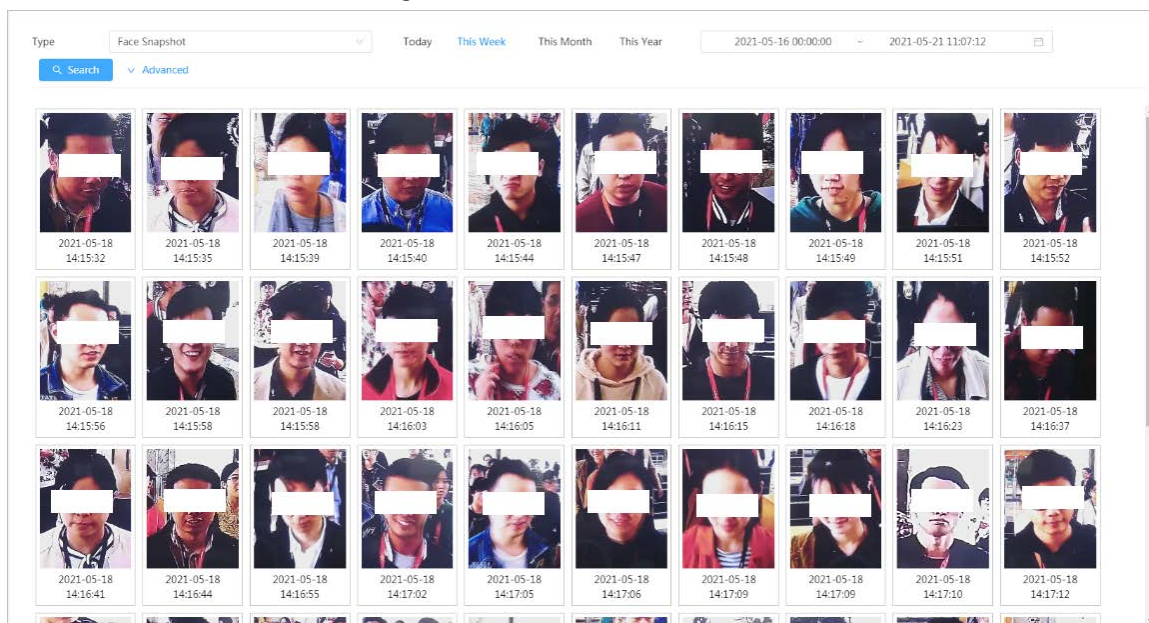 Type Face Snapshot Today This Week This Month This Year 2021-05-16 00:00:00 ~ 2021-05-21 11:07:12
Search Advanced
2021-05-18 2021-05-18 2021-05-18 2021-05-18 2021-05-18 2021-05-18 2021-05-18 2021-05-18 2021-05-18 2021-05-18
14:15:32 14:15:35 14:15:39 14:15:40 14:15:44 14:15:47 14:15:48 14:15:49 14:15:51 14:15:52
2021-05-18 2021-05-18 2021-05-18 2021-05-18 2021-05-18 2021-05-18 2021-05-18 2021-05-18 2021-05-18 2021-05-18
14:15:56 14:15:58 14:15:58 14:16:03 14:16:05 14:16:11 14:16:15 14:16:18 14:16:23 14:16:37
2021-05-18 2021-05-18 2021-05-18 2021-05-18 2021-05-18 2021-05-18 2021-05-18 2021-05-18 2021-05-18 2021-05-18
14:16:41 14:16:44 14:16:55 14:17:02 14:17:05 14:17:06 14:17:09 14:17:09 14:17:10 14:17:12